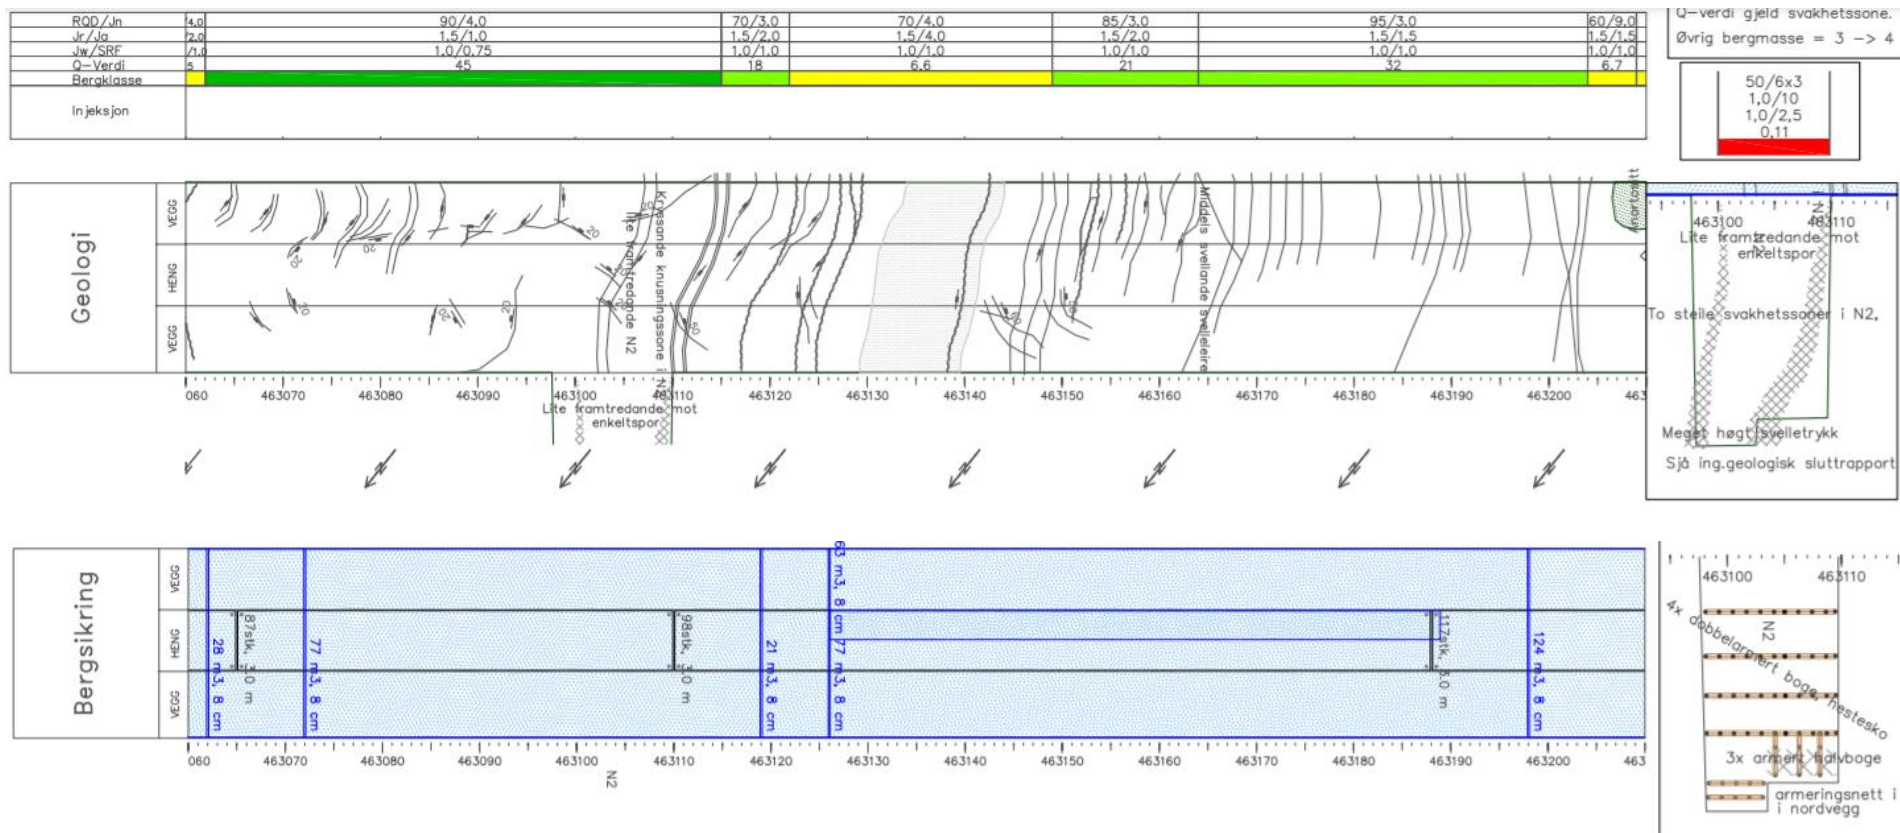 RQD/Jn 4.0 90/4.0 70/3.0 70/4.0 85/3.0 95/3.0 60/9.0
Jr/Ja /2.0 1.5/1.0 1.5/2.0 1.5/4.0 1.5/2.0 1.5/1.5 1.5/1.5
Jw/SRF /1.0 1.0/0.75 1.0/1.0 1.0/1.0 1.0/1.0 1.0/1.0 1.0/1.0
Q-Verdi 5 45 18 6.6 21 32 6.7
Bergklasse
Injeksjon
Q-verdi gjeld svakhetssone.
Øvrig bergmasse = 3 -> 4
50/6x3
1,0/10
1,0/2,5
0,11
Geologi
VEGG
HENG
VEGG
20
20
20
20
20
20
20
20
60
lite framtredande N2
Kryssande knusningssone i N2
Middels svellande svelleleire
060 463070 463080 463090 463100 463110 463120 463130 463140 463150 463160 463170 463180 463190 463200 463
Lite framtredande mot
enkeltspor
463100 463110
N2
Lite framtredande mot
enkeltspor
To steile svakhetssoner i N2,
Meget høgt svelletrykk
Sjå ing.geologisk sluttrapport
Bergsikring
VEGG
HENG
VEGG
28 m3, 8 cm
87stk, 3.0 m
77 m3, 8 cm
98stk, 3.0 m
21 m3, 8 cm
63 m3, 8 cm
77 m3, 8 cm
117stk, 3.0 m
124 m3, 8 cm
060 463070 463080 463090 463100 463110 463120 463130 463140 463150 463160 463170 463180 463190 463200 463
N2
463100 463110
N2
4x dobbelarmert boge, hestesko
3x armert halvboge
armeringsnett i
i nordvegg